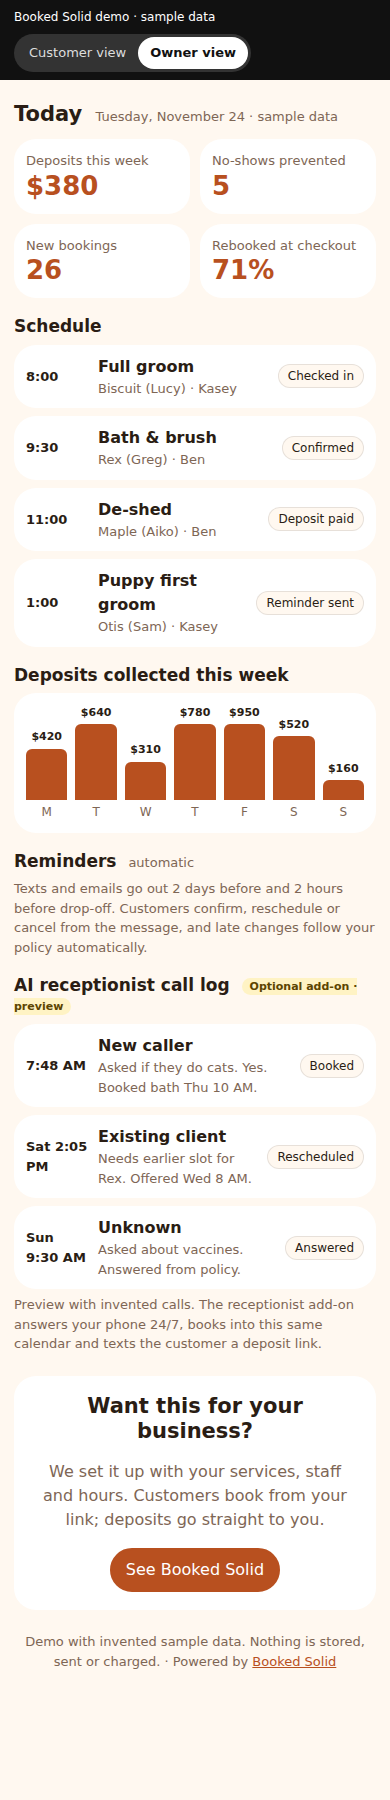 Booked Solid demo · sample data
Customer view Owner view
Today Tuesday, November 24 · sample data
Deposits this week
$380
No-shows prevented
5
New bookings
26
Rebooked at checkout
71%
Schedule
8:00
Full groom
Biscuit (Lucy) · Kasey
Checked in
9:30
Bath & brush
Rex (Greg) · Ben
Confirmed
11:00
De-shed
Maple (Aiko) · Ben
Deposit paid
1:00
Puppy first
groom
Otis (Sam) · Kasey
Reminder sent
Deposits collected this week
$420 $640 $310 $780 $950 $520 $160
M T W T F S S
Reminders automatic
Texts and emails go out 2 days before and 2 hours
before drop-off. Customers confirm, reschedule or
cancel from the message, and late changes follow your
policy automatically.
AI receptionist call log Optional add-on ·
preview
7:48 AM
New caller
Asked if they do cats. Yes.
Booked bath Thu 10 AM.
Booked
Sat 2:05
PM
Existing client
Needs earlier slot for
Rex. Offered Wed 8 AM.
Rescheduled
Sun
9:30 AM
Unknown
Asked about vaccines.
Answered from policy.
Answered
Preview with invented calls. The receptionist add-on
answers your phone 24/7, books into this same
calendar and texts the customer a deposit link.
Want this for your
business?
We set it up with your services, staff
and hours. Customers book from your
link; deposits go straight to you.
See Booked Solid
Demo with invented sample data. Nothing is stored,
sent or charged. · Powered by Booked Solid